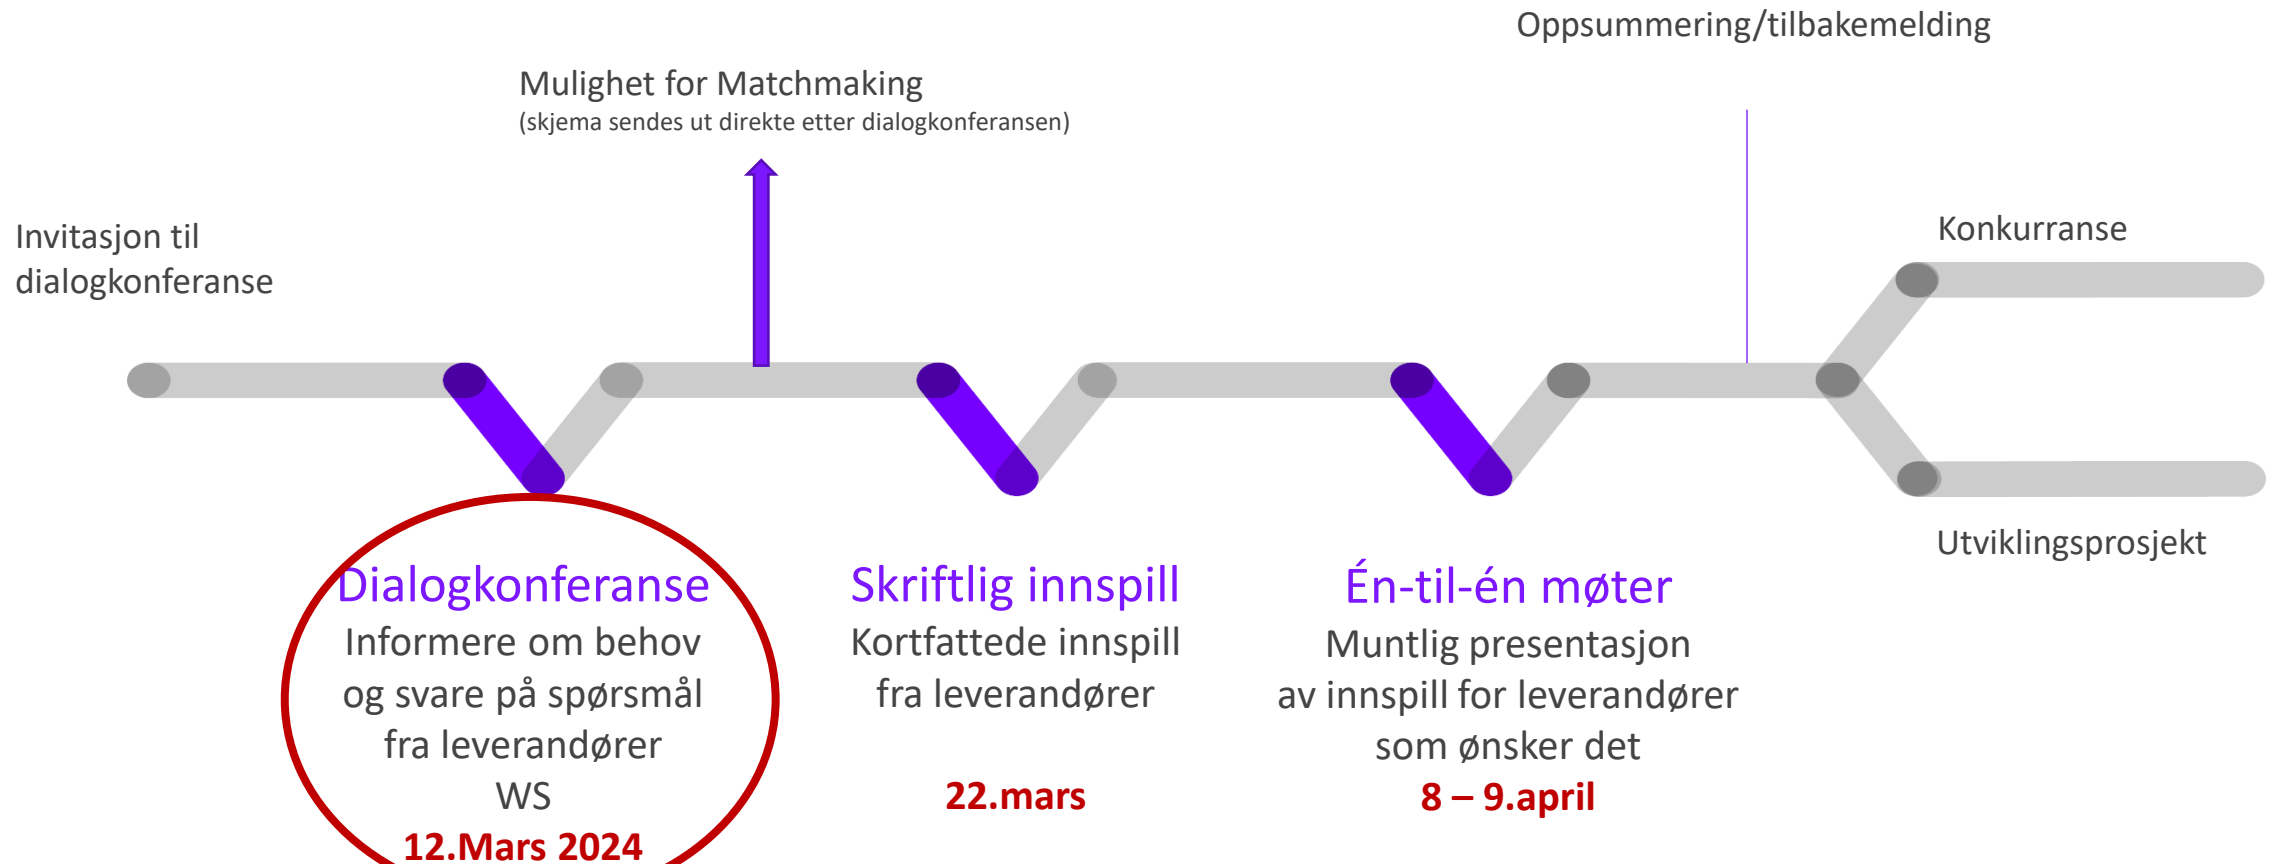 Oppsummering/tilbakemelding
Mulighet for Matchmaking
(skjema sendes ut direkte etter dialogkonferansen)
Invitasjon til
dialogkonferanse
Konkurranse
Utviklingsprosjekt
Dialogkonferanse
Informere om behov
og svare på spørsmål
fra leverandører
WS
12.Mars 2024
Skriftlig innspill
Kortfattede innspill
fra leverandører
22.mars
Én-til-én møter
Muntlig presentasjon
av innspill for leverandører
som ønsker det
8 – 9.april